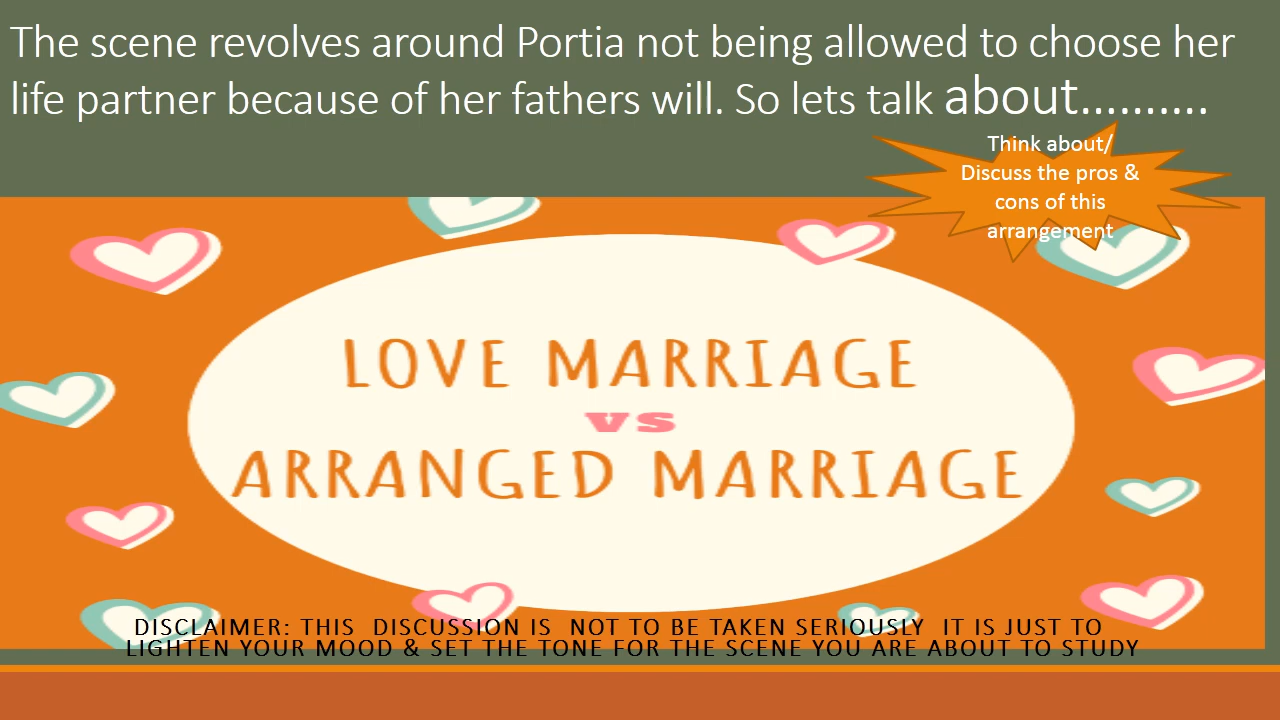 The scene revolves around Portia not being allowed to choose her
life partner because of her fathers will. So lets talk about..........
Think about/
Discuss the pros &
cons of this
arrangement
LOVE MARRIAGE
VS
ARRANGED MARRIAGE
DISCLAIMER: THIS  DISCUSSION IS  NOT TO BE TAKEN SERIOUSLY  IT IS JUST TO
LIGHTEN YOUR MOOD & SET THE TONE FOR THE SCENE YOU ARE ABOUT TO STUDY